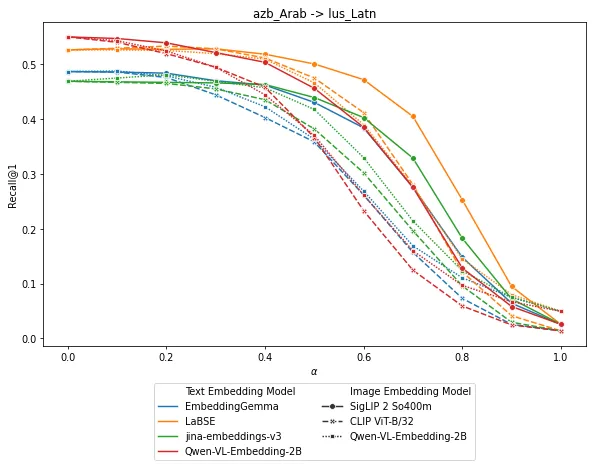 azb_Arab -> lus_Latn
Recall@1
0.5
0.4
0.3
0.2
0.1
0.0
0.0 0.2 0.4 0.6 0.8 1.0
α
Text Embedding Model Image Embedding Model
EmbeddingGemma SigLIP 2 So400m
LaBSE CLIP ViT-B/32
jina-embeddings-v3 Qwen-VL-Embedding-2B
Qwen-VL-Embedding-2B